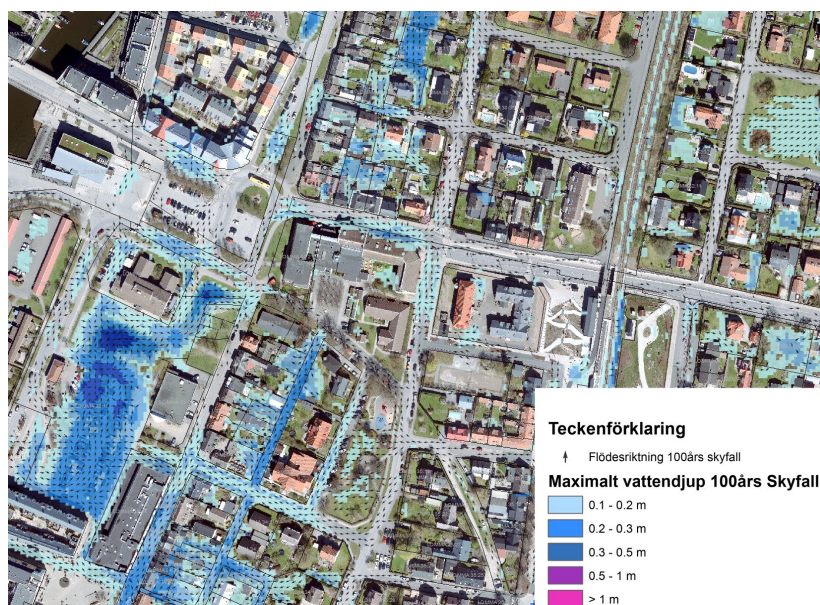 Teckenförklaring
Flödesriktning 100års skyfall
Maximalt vattendjup 100års Skyfall
0.1 - 0.2 m
0.2 - 0.3 m
0.3 - 0.5 m
0.5 - 1 m
> 1 m